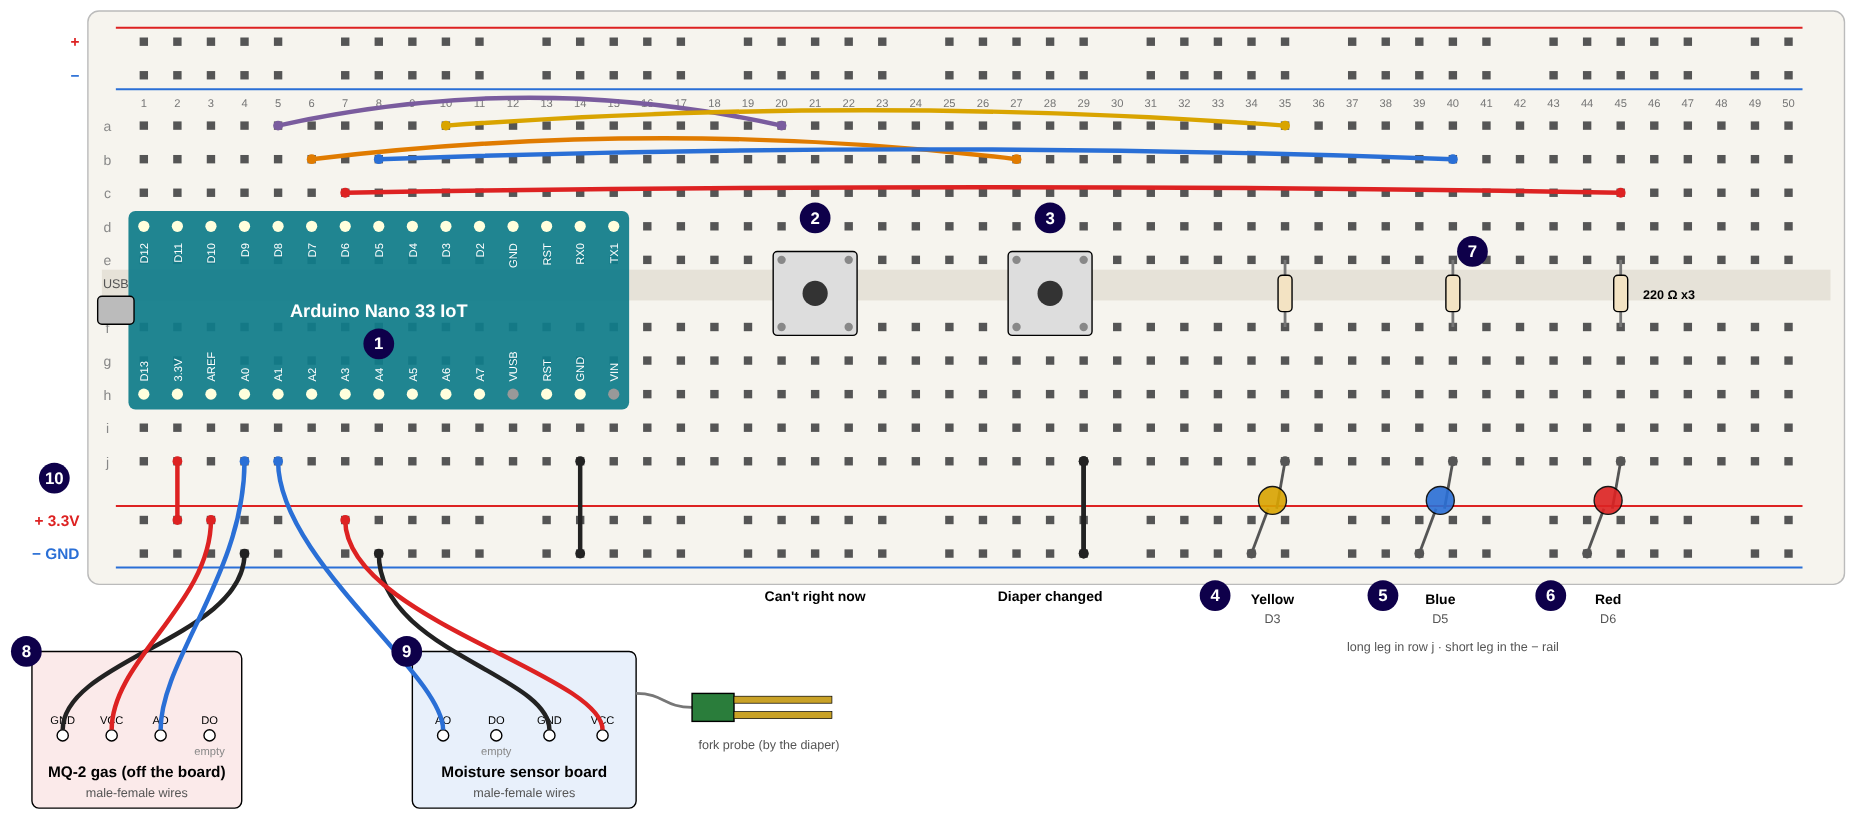 +
−
1 2 3 4 5 6 7 8 9 10 11 12 13 14 15 16 17 18 19 20 21 22 23 24 25 26 27 28 29 30 31 32 33 34 35 36 37 38 39 40 41 42 43 44 45 46 47 48 49 50
a
b
c
d
2
3
D12 D11 D10 D9 D8 D7 D6 D5 D4 D3 D2 GND RST RX0 TX1
e
7
USB
220 Ω x3
Arduino Nano 33 IoT
f
1
g
D13 3.3V AREF A0 A1 A2 A3 A4 A5 A6 A7 VUSB RST GND VIN
h
i
j
10
+ 3.3V
− GND
Can't right now
Diaper changed
4
Yellow
D3
5
Blue
D5
6
Red
D6
long leg in row j · short leg in the − rail
8
GND VCC AO DO
empty
MQ-2 gas (off the board)
male-female wires
9
AO DO GND VCC
empty
Moisture sensor board
male-female wires
fork probe (by the diaper)